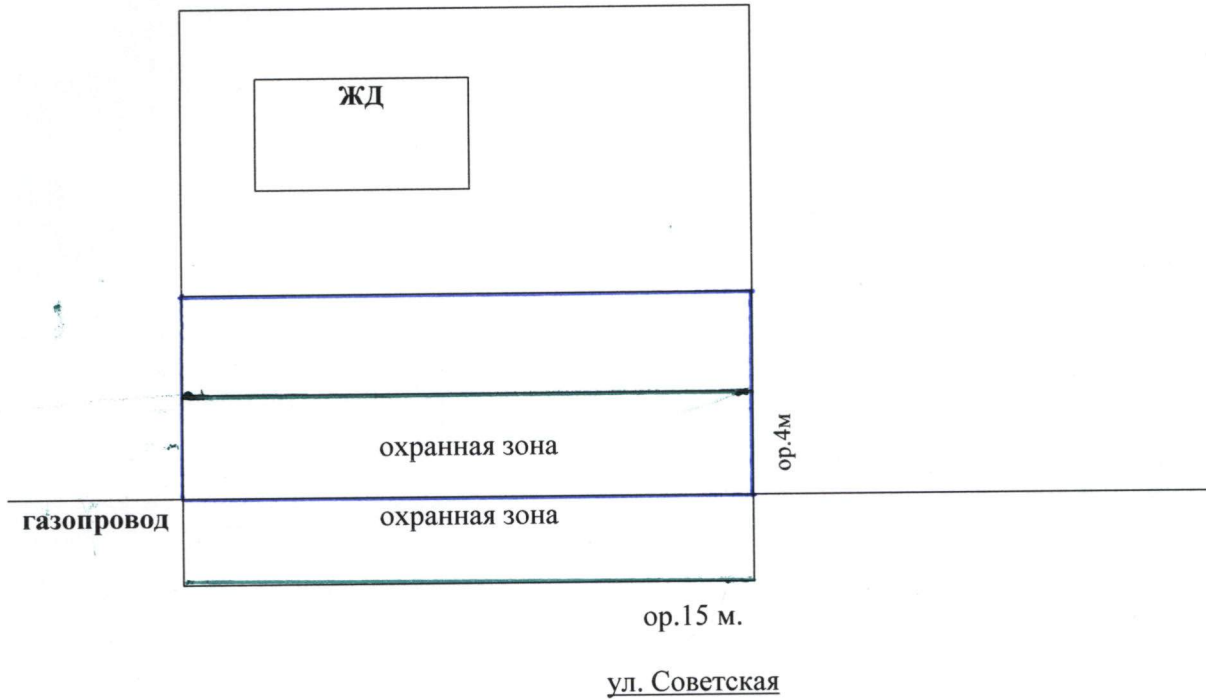 ЖД
охранная зона
ор.4м
газопровод
охранная зона
ор.15 м.
ул. Советская